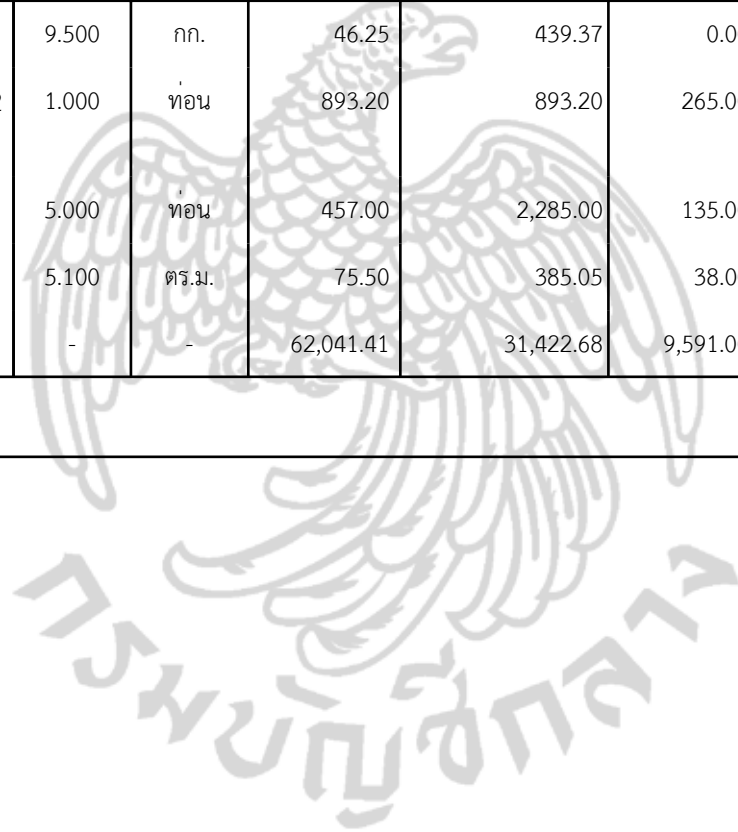 9.500 กก. 46.25 439.37 0.0
2 1.000 ท่อน 893.20 893.20 265.0
5.000 ท่อน 457.00 2,285.00 135.0
5.100 ตร.ม. 75.50 385.05 38.0
- - 62,041.41 31,422.68 9,591.0
กรมบัญชีกลาง